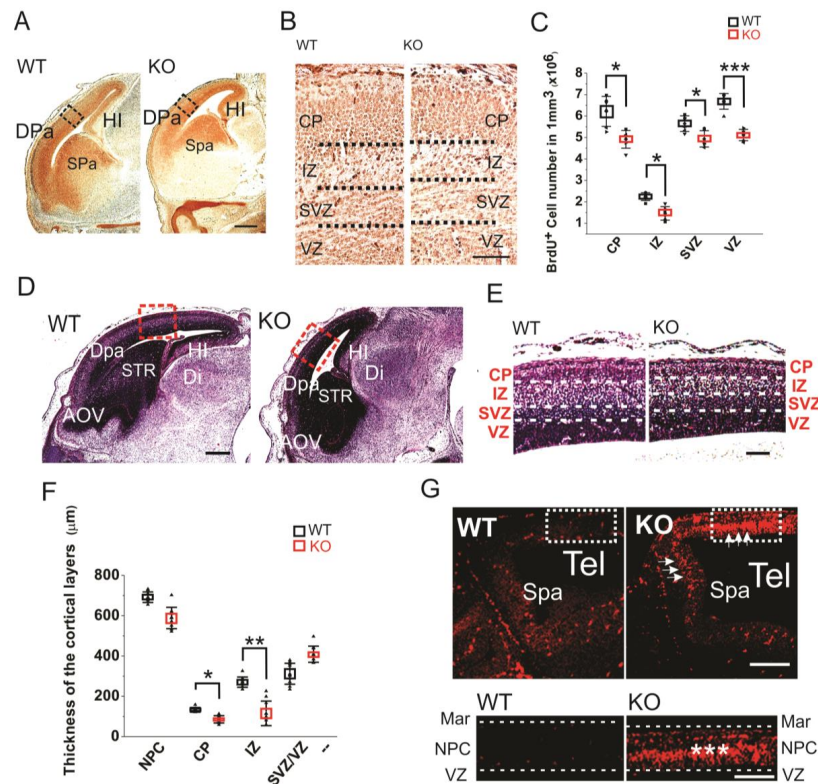 A
WT
KO
DPa
HI
SPa
DPa
HI
Spa
B
WT
KO
CP
CP
IZ
IZ
SVZ
SVZ
VZ
VZ
C
WT
KO
BrdU+ Cell number in 1mm3 (x106)
8
7
6
5
4
3
2
1
*
*
*
***
CP
IZ
SVZ
VZ
D
WT
KO
Dpa
HI
STR
Di
AOV
Dpa
HI
STR
Di
AOV
E
WT
KO
CP
IZ
SVZ
VZ
CP
IZ
SVZ
VZ
F
WT
KO
Thickness of the cortical layers (μm)
800
600
400
200
0
*
**
NPC
CP
IZ
SVZ/VZ
--
G
WT
KO
Tel
Spa
Tel
Spa
WT
KO
Mar
NPC
VZ
***
Mar
NPC
VZ